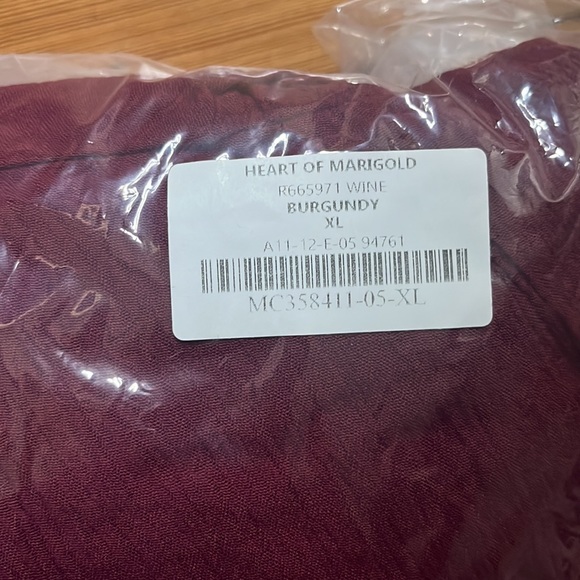 HEART OF MARIGOLD
R665971 WINE
BURGUNDY
XL
A11-12-E-05 94761
MC358411-05-XL